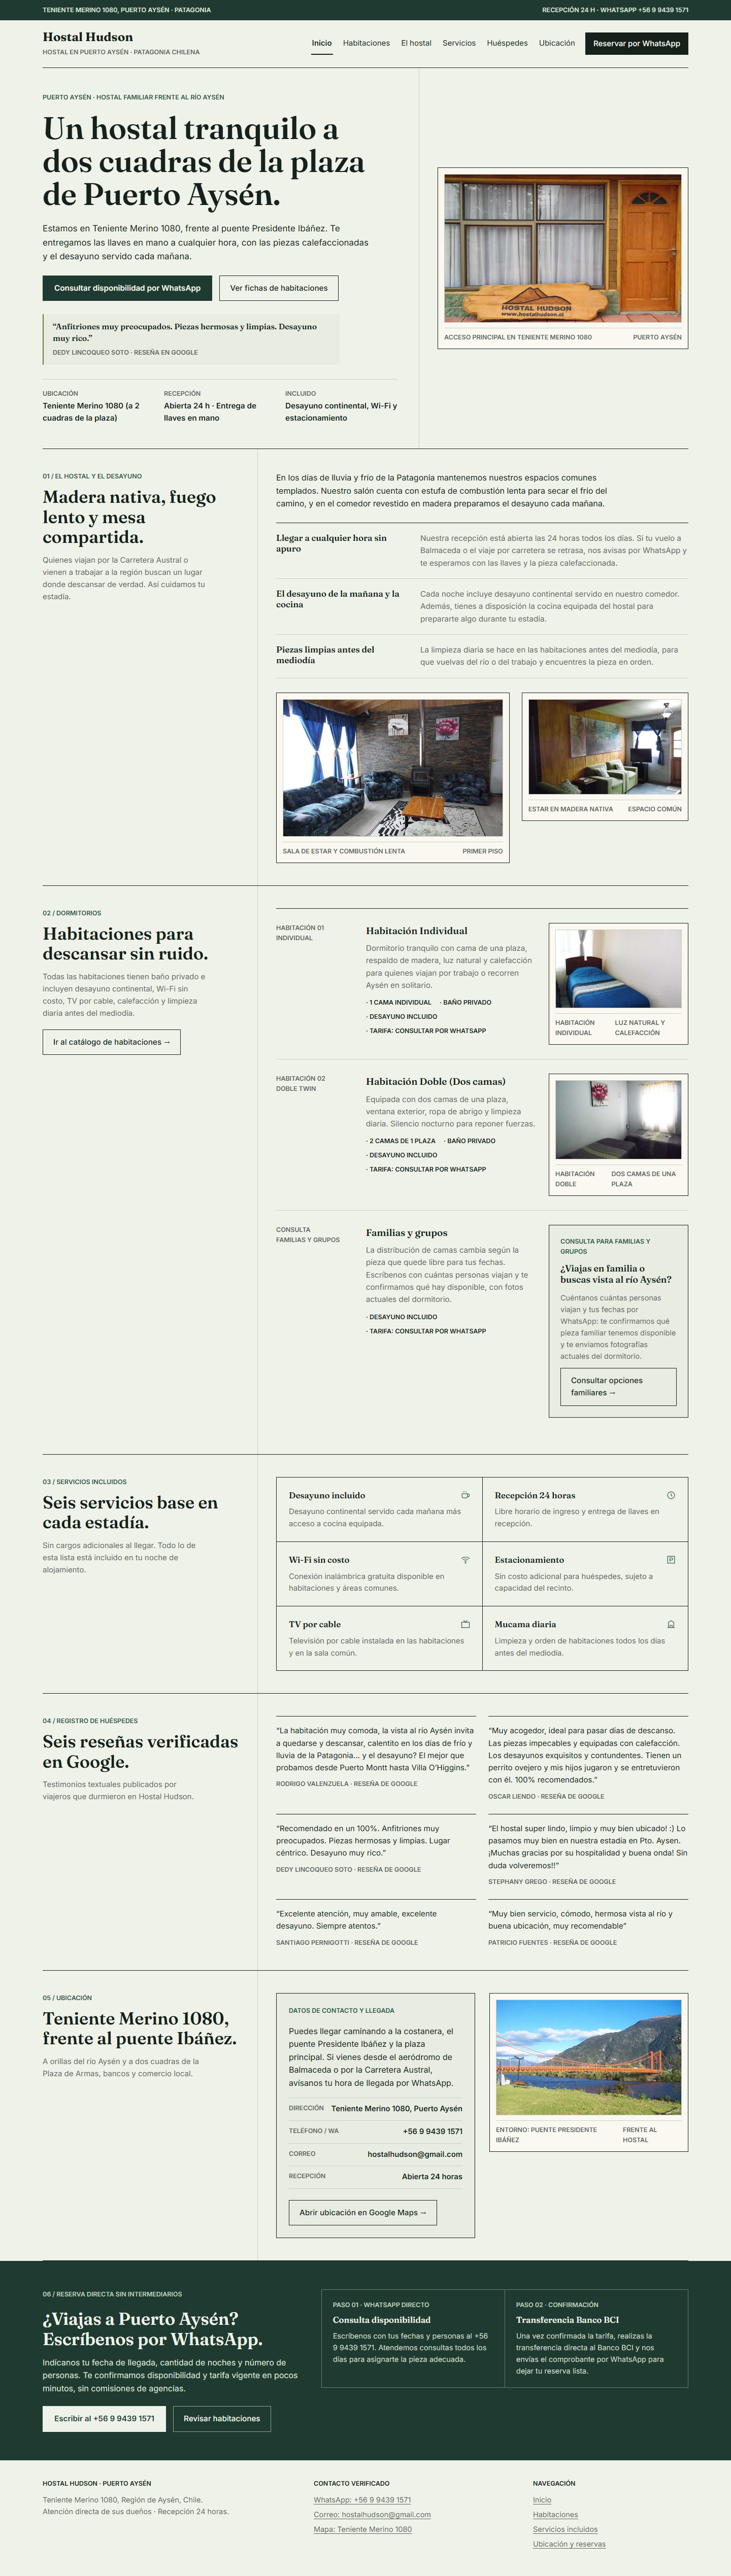 TENIENTE MERINO 1080, PUERTO AYSÉN · PATAGONIA
RECEPCIÓN 24 H · WHATSAPP +56 9 9439 1571
Hostal Hudson
HOSTAL EN PUERTO AYSÉN · PATAGONIA CHILENA
Inicio
Habitaciones
El hostal
Servicios
Huéspedes
Ubicación
Reservar por WhatsApp
PUERTO AYSÉN · HOSTAL FAMILIAR FRENTE AL RÍO AYSÉN
Un hostal tranquilo a
dos cuadras de la plaza
de Puerto Aysén.
Estamos en Teniente Merino 1080, frente al puente Presidente Ibáñez. Te
entregamos las llaves en mano a cualquier hora, con las piezas calefaccionadas
y el desayuno servido cada mañana.
Consultar disponibilidad por WhatsApp
Ver fichas de habitaciones
“Anfitriones muy preocupados. Piezas hermosas y limpias. Desayuno
muy rico.”
DEDY LINCOQUEO SOTO · RESEÑA EN GOOGLE
UBICACIÓN
Teniente Merino 1080 (a 2
cuadras de la plaza)
RECEPCIÓN
Abierta 24 h · Entrega de
llaves en mano
INCLUIDO
Desayuno continental, Wi-Fi y
estacionamiento
HOSTAL HUDSON
www.hostalhudson.cl
ACCESO PRINCIPAL EN TENIENTE MERINO 1080
PUERTO AYSÉN
01 / EL HOSTAL Y EL DESAYUNO
Madera nativa, fuego
lento y mesa
compartida.
Quienes viajan por la Carretera Austral o
vienen a trabajar a la región buscan un lugar
donde descansar de verdad. Así cuidamos tu
estadía.
En los días de lluvia y frío de la Patagonia mantenemos nuestros espacios comunes
templados. Nuestro salón cuenta con estufa de combustión lenta para secar el frío del
camino, y en el comedor revestido en madera preparamos el desayuno cada mañana.
Llegar a cualquier hora sin
apuro
Nuestra recepción está abierta las 24 horas todos los días. Si tu vuelo a
Balmaceda o el viaje por carretera se retrasa, nos avisas por WhatsApp y
te esperamos con las llaves y la pieza calefaccionada.
El desayuno de la mañana y la
cocina
Cada noche incluye desayuno continental servido en nuestro comedor.
Además, tienes a disposición la cocina equipada del hostal para
prepararte algo durante tu estadía.
Piezas limpias antes del
mediodía
La limpieza diaria se hace en las habitaciones antes del mediodía, para
que vuelvas del río o del trabajo y encuentres la pieza en orden.
SALA DE ESTAR Y COMBUSTIÓN LENTA
PRIMER PISO
ESTAR EN MADERA NATIVA
ESPACIO COMÚN
02 / DORMITORIOS
Habitaciones para
descansar sin ruido.
Todas las habitaciones tienen baño privado e
incluyen desayuno continental, Wi-Fi sin
costo, TV por cable, calefacción y limpieza
diaria antes del mediodía.
Ir al catálogo de habitaciones →
HABITACIÓN 01
INDIVIDUAL
Habitación Individual
Dormitorio tranquilo con cama de una plaza,
respaldo de madera, luz natural y calefacción
para quienes viajan por trabajo o recorren
Aysén en solitario.
· 1 CAMA INDIVIDUAL · BAÑO PRIVADO
· DESAYUNO INCLUIDO
· TARIFA: CONSULTAR POR WHATSAPP
HABITACIÓN
INDIVIDUAL
LUZ NATURAL Y
CALEFACCIÓN
HABITACIÓN 02
DOBLE TWIN
Habitación Doble (Dos camas)
Equipada con dos camas de una plaza,
ventana exterior, ropa de abrigo y limpieza
diaria. Silencio nocturno para reponer fuerzas.
· 2 CAMAS DE 1 PLAZA · BAÑO PRIVADO
· DESAYUNO INCLUIDO
· TARIFA: CONSULTAR POR WHATSAPP
HABITACIÓN
DOBLE
DOS CAMAS DE UNA
PLAZA
CONSULTA
FAMILIAS Y GRUPOS
Familias y grupos
La distribución de camas cambia según la
pieza que quede libre para tus fechas.
Escríbenos con cuántas personas viajan y te
confirmamos qué hay disponible, con fotos
actuales del dormitorio.
· DESAYUNO INCLUIDO
· TARIFA: CONSULTAR POR WHATSAPP
CONSULTA PARA FAMILIAS Y
GRUPOS
¿Viajas en familia o
buscas vista al río Aysén?
Cuéntanos cuántas personas
viajan y tus fechas por
WhatsApp: te confirmamos qué
pieza familiar tenemos disponible
y te enviamos fotografías
actuales del dormitorio.
Consultar opciones
familiares →
03 / SERVICIOS INCLUIDOS
Seis servicios base en
cada estadía.
Sin cargos adicionales al llegar. Todo lo de
esta lista está incluido en tu noche de
alojamiento.
Desayuno incluido
Desayuno continental servido cada mañana más
acceso a cocina equipada.
Recepción 24 horas
Libre horario de ingreso y entrega de llaves en
recepción.
Wi-Fi sin costo
Conexión inalámbrica gratuita disponible en
habitaciones y áreas comunes.
Estacionamiento
Sin costo adicional para huéspedes, sujeto a
capacidad del recinto.
TV por cable
Televisión por cable instalada en las habitaciones
y en la sala común.
Mucama diaria
Limpieza y orden de habitaciones todos los días
antes del mediodía.
04 / REGISTRO DE HUÉSPEDES
Seis reseñas verificadas
en Google.
Testimonios textuales publicados por
viajeros que durmieron en Hostal Hudson.
“La habitación muy comoda, la vista al río Aysén invita
a quedarse y descansar, calentito en los días de frío y
lluvia de la Patagonia... y el desayuno? El mejor que
probamos desde Puerto Montt hasta Villa O’Higgins.”
RODRIGO VALENZUELA · RESEÑA DE GOOGLE
“Muy acogedor, ideal para pasar días de descanso.
Las piezas impecables y equipadas con calefacción.
Los desayunos exquisitos y contundentes. Tienen un
perrito ovejero y mis hijos jugaron y se entretuvieron
con él. 100% recomendados.”
OSCAR LIENDO · RESEÑA DE GOOGLE
“Recomendado en un 100%. Anfitriones muy
preocupados. Piezas hermosas y limpias. Lugar
céntrico. Desayuno muy rico.”
DEDY LINCOQUEO SOTO · RESEÑA DE GOOGLE
“El hostal super lindo, limpio y muy bien ubicado! :) Lo
pasamos muy bien en nuestra estadía en Pto. Aysen.
¡Muchas gracias por su hospitalidad y buena onda! Sin
duda volveremos!!”
STEPHANY GREGO · RESEÑA DE GOOGLE
“Excelente atención, muy amable, excelente
desayuno. Siempre atentos.”
SANTIAGO PERNIGOTTI · RESEÑA DE GOOGLE
“Muy bien servicio, cómodo, hermosa vista al río y
buena ubicación, muy recomendable”
PATRICIO FUENTES · RESEÑA DE GOOGLE
05 / UBICACIÓN
Teniente Merino 1080,
frente al puente Ibáñez.
A orillas del río Aysén y a dos cuadras de la
Plaza de Armas, bancos y comercio local.
DATOS DE CONTACTO Y LLEGADA
Puedes llegar caminando a la costanera, el
puente Presidente Ibáñez y la plaza
principal. Si vienes desde el aeródromo de
Balmaceda o por la Carretera Austral,
avísanos tu hora de llegada por WhatsApp.
DIRECCIÓN
Teniente Merino 1080, Puerto Aysén
TELÉFONO / WA
+56 9 9439 1571
CORREO
hostalhudson@gmail.com
RECEPCIÓN
Abierta 24 horas
Abrir ubicación en Google Maps →
ENTORNO: PUENTE PRESIDENTE
IBÁÑEZ
FRENTE AL
HOSTAL
06 / RESERVA DIRECTA SIN INTERMEDIARIOS
¿Viajas a Puerto Aysén?
Escríbenos por WhatsApp.
Indícanos tu fecha de llegada, cantidad de noches y número de
personas. Te confirmamos disponibilidad y tarifa vigente en pocos
minutos, sin comisiones de agencias.
Escribir al +56 9 9439 1571
Revisar habitaciones
PASO 01 · WHATSAPP DIRECTO
Consulta disponibilidad
Escríbenos con tus fechas y personas al +56
9 9439 1571. Atendemos consultas todos los
días para asignarte la pieza adecuada.
PASO 02 · CONFIRMACIÓN
Transferencia Banco BCI
Una vez confirmada la tarifa, realizas la
transferencia directa al Banco BCI y nos
envías el comprobante por WhatsApp para
dejar tu reserva lista.
HOSTAL HUDSON · PUERTO AYSÉN
Teniente Merino 1080, Región de Aysén, Chile.
Atención directa de sus dueños · Recepción 24 horas.
CONTACTO VERIFICADO
WhatsApp: +56 9 9439 1571
Correo: hostalhudson@gmail.com
Mapa: Teniente Merino 1080
NAVEGACIÓN
Inicio
Habitaciones
Servicios incluidos
Ubicación y reservas